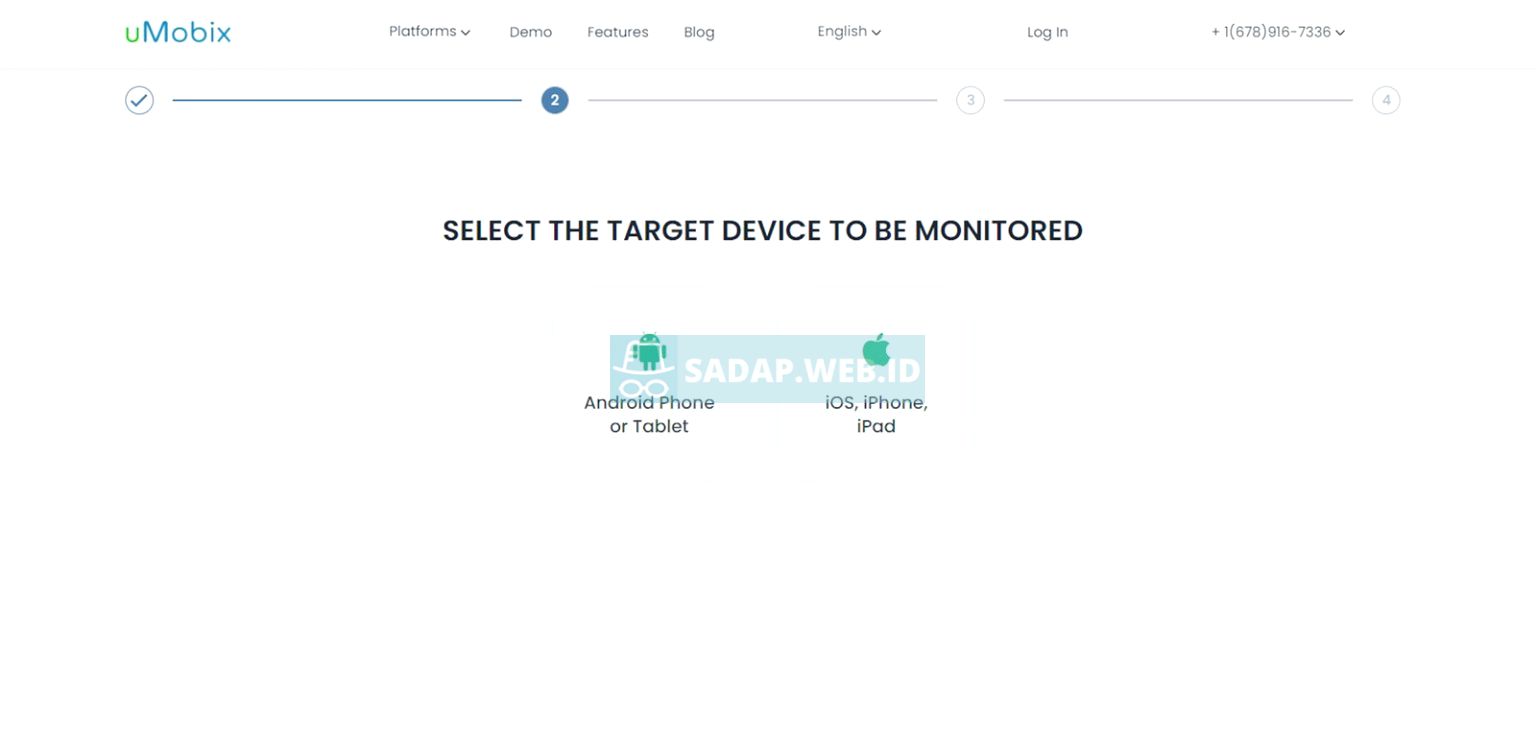 uMobix
Platforms
Demo
Features
Blog
English
Log In
+ 1(678)916-7336
2
3
4
SELECT THE TARGET DEVICE TO BE MONITORED
SADAP.WEB.ID
Android Phone
or Tablet
iOS, iPhone,
iPad